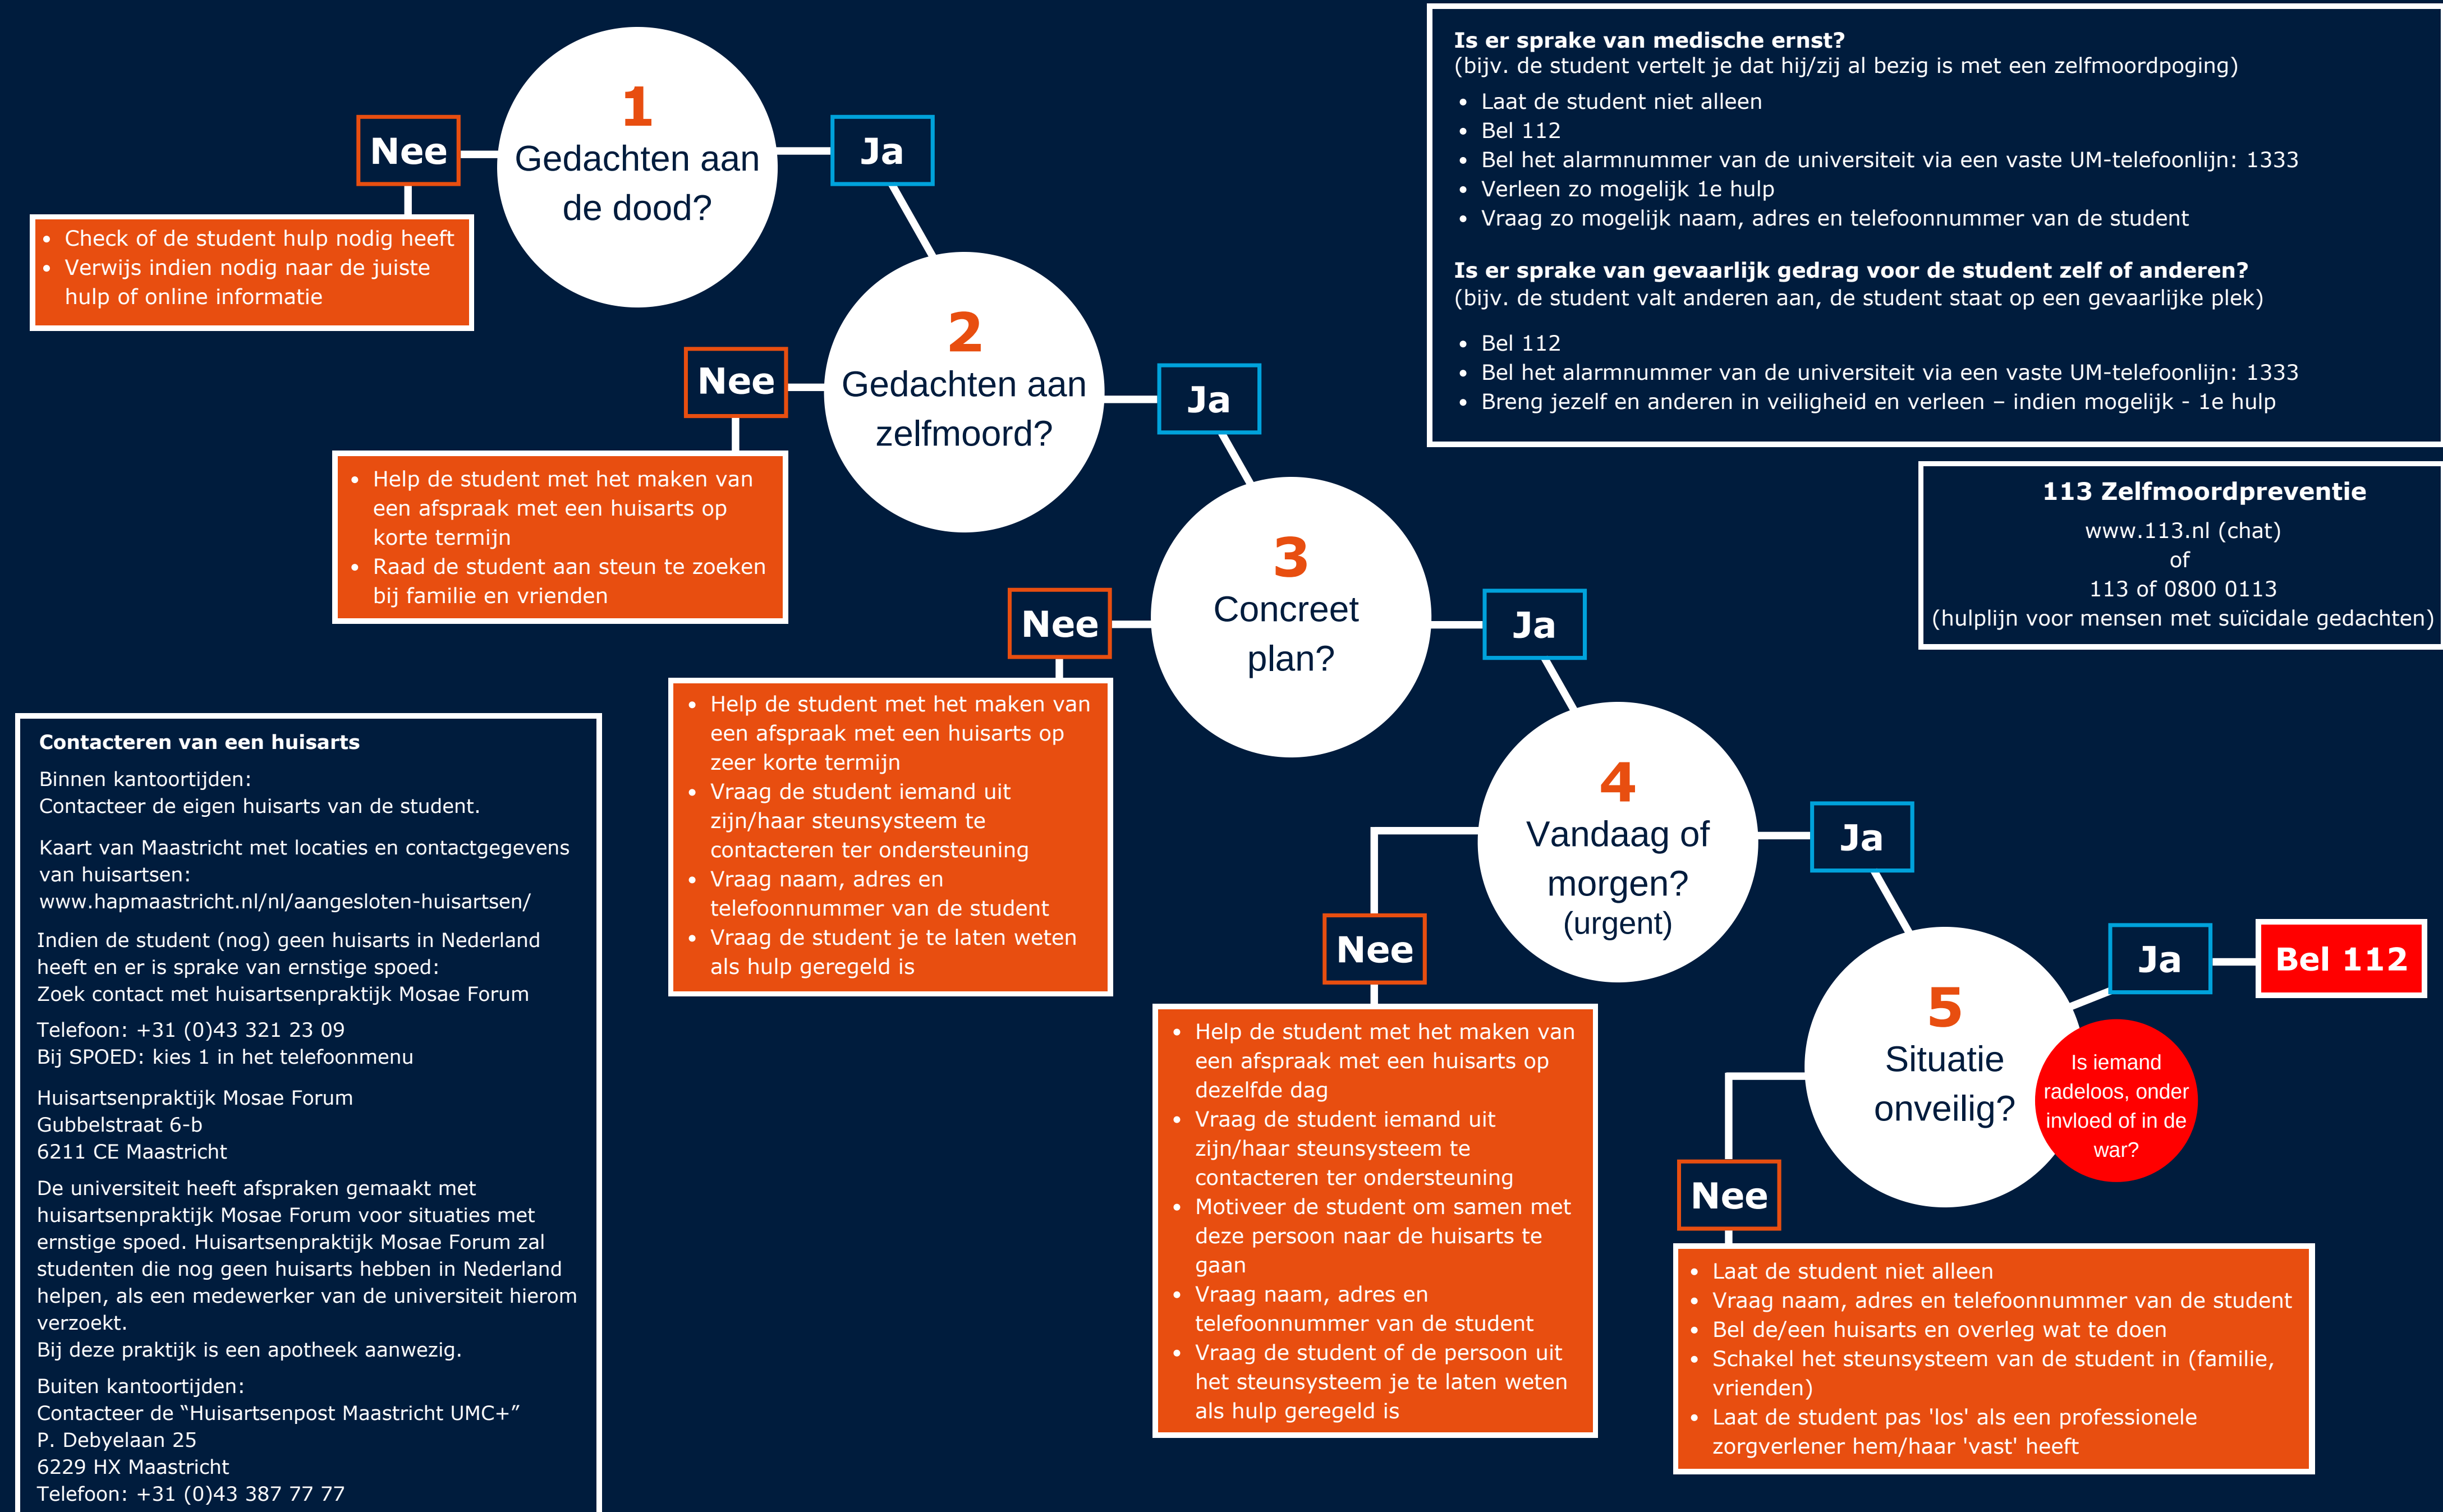 1
Gedachten aan
de dood?
Nee
Ja
• Check of de student hulp nodig heeft
• Verwijs indien nodig naar de juiste
hulp of online informatie
2
Gedachten aan
zelfmoord?
Nee
Ja
• Help de student met het maken van
een afspraak met een huisarts op
korte termijn
• Raad de student aan steun te zoeken
bij familie en vrienden
3
Concreet
plan?
Nee
Ja
• Help de student met het maken van
een afspraak met een huisarts op
zeer korte termijn
• Vraag de student iemand uit
zijn/haar steunsysteem te
contacteren ter ondersteuning
• Vraag naam, adres en
telefoonnummer van de student
• Vraag de student je te laten weten
als hulp geregeld is
4
Vandaag of
morgen?
(urgent)
Nee
Ja
• Help de student met het maken van
een afspraak met een huisarts op
dezelfde dag
• Vraag de student iemand uit
zijn/haar steunsysteem te
contacteren ter ondersteuning
• Motiveer de student om samen met
deze persoon naar de huisarts te
gaan
• Vraag naam, adres en
telefoonnummer van de student
• Vraag de student of de persoon uit
het steunsysteem je te laten weten
als hulp geregeld is
5
Situatie
onveilig?
Is iemand
radeloos, onder
invloed of in de
war?
Ja
Bel 112
Nee
• Laat de student niet alleen
• Vraag naam, adres en telefoonnummer van de student
• Bel de/een huisarts en overleg wat te doen
• Schakel het steunsysteem van de student in (familie,
vrienden)
• Laat de student pas 'los' als een professionele
zorgverlener hem/haar 'vast' heeft
Is er sprake van medische ernst?
(bijv. de student vertelt je dat hij/zij al bezig is met een zelfmoordpoging)
• Laat de student niet alleen
• Bel 112
• Bel het alarmnummer van de universiteit via een vaste UM-telefoonlijn: 1333
• Verleen zo mogelijk 1e hulp
• Vraag zo mogelijk naam, adres en telefoonnummer van de student
Is er sprake van gevaarlijk gedrag voor de student zelf of anderen?
(bijv. de student valt anderen aan, de student staat op een gevaarlijke plek)
• Bel 112
• Bel het alarmnummer van de universiteit via een vaste UM-telefoonlijn: 1333
• Breng jezelf en anderen in veiligheid en verleen – indien mogelijk - 1e hulp
113 Zelfmoordpreventie
www.113.nl (chat)
of
113 of 0800 0113
(hulplijn voor mensen met suïcidale gedachten)
Contacteren van een huisarts
Binnen kantoortijden:
Contacteer de eigen huisarts van de student.
Kaart van Maastricht met locaties en contactgegevens
van huisartsen:
www.hapmaastricht.nl/nl/aangesloten-huisartsen/
Indien de student (nog) geen huisarts in Nederland
heeft en er is sprake van ernstige spoed:
Zoek contact met huisartsenpraktijk Mosae Forum
Telefoon: +31 (0)43 321 23 09
Bij SPOED: kies 1 in het telefoonmenu
Huisartsenpraktijk Mosae Forum
Gubbelstraat 6-b
6211 CE Maastricht
De universiteit heeft afspraken gemaakt met
huisartsenpraktijk Mosae Forum voor situaties met
ernstige spoed. Huisartsenpraktijk Mosae Forum zal
studenten die nog geen huisarts hebben in Nederland
helpen, als een medewerker van de universiteit hierom
verzoekt.
Bij deze praktijk is een apotheek aanwezig.
Buiten kantoortijden:
Contacteer de “Huisartsenpost Maastricht UMC+”
P. Debyelaan 25
6229 HX Maastricht
Telefoon: +31 (0)43 387 77 77